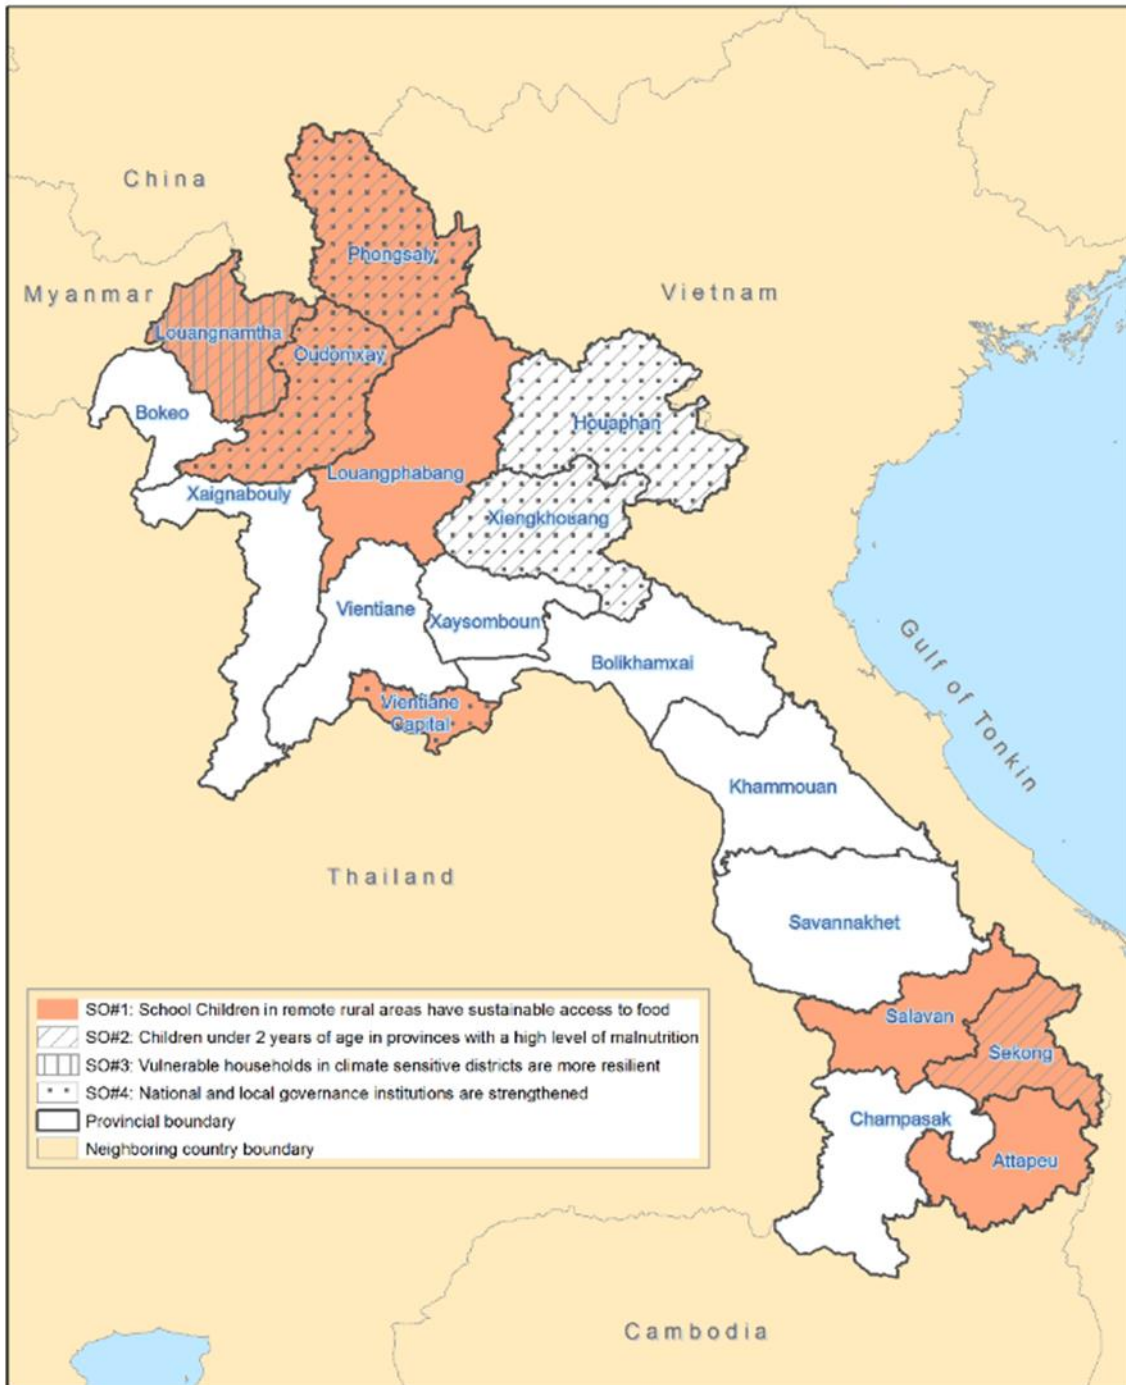 China
Phongsaly
Myanmar
Vietnam
Louangnamtha
Oudomxay
Bokeo
Houaphan
Louangphabang
Xaignabouly
Xiengkhouang
Vientiane
Xaysomboun
Bolikhamxai
Gulf of Tonkin
Vientiane
Capital
Khammouan
Thailand
Savannakhet
SO#1: School Children in remote rural areas have sustainable access to food
SO#2: Children under 2 years of age in provinces with a high level of malnutrition
SO#3: Vulnerable households in climate sensitive districts are more resilient
SO#4: National and local governance institutions are strengthened
Provincial boundary
Neighboring country boundary
Salavan
Sekong
Champasak
Attapeu
Cambodia